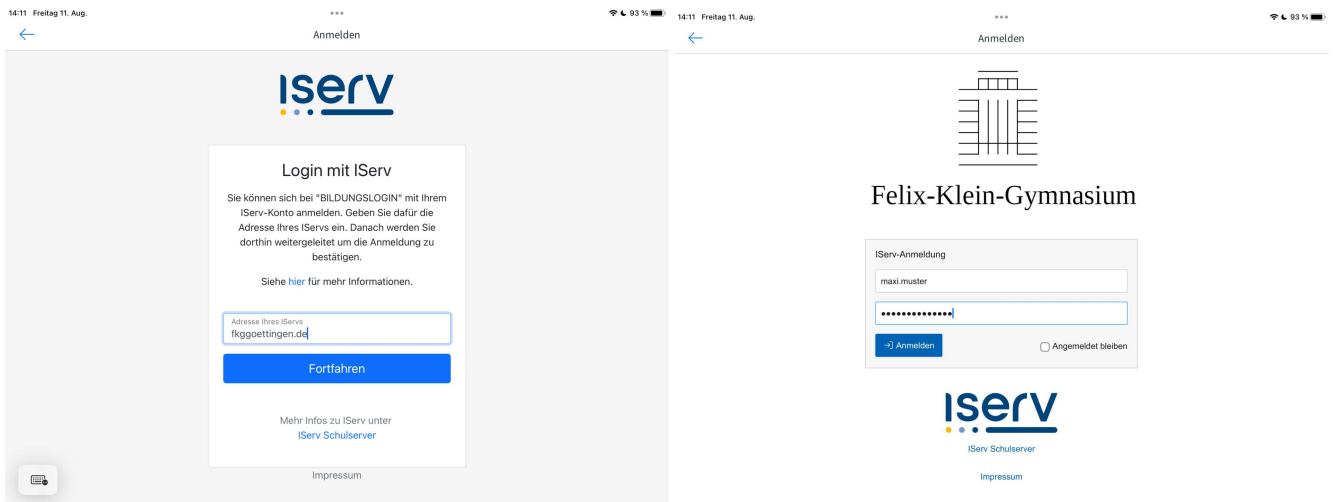 14:11 Freitag 11. Aug.
93 %
Anmelden
IServ
Login mit IServ
Sie können sich bei "BILDUNGSLOGIN" mit Ihrem
IServ-Konto anmelden. Geben Sie dafür die
Adresse Ihres IServs ein. Danach werden Sie
dorthin weitergeleitet um die Anmeldung zu
bestätigen.
Siehe hier für mehr Informationen.
Adresse Ihres IServs
fkggoettingen.de
Fortfahren
Mehr Infos zu IServ unter
IServ Schulserver
Impressum
14:11 Freitag 11. Aug.
93 %
Anmelden
Felix-Klein-Gymnasium
IServ-Anmeldung
maxi.muster
••••••••••••••
Anmelden
Angemeldet bleiben
IServ
IServ Schulserver
Impressum